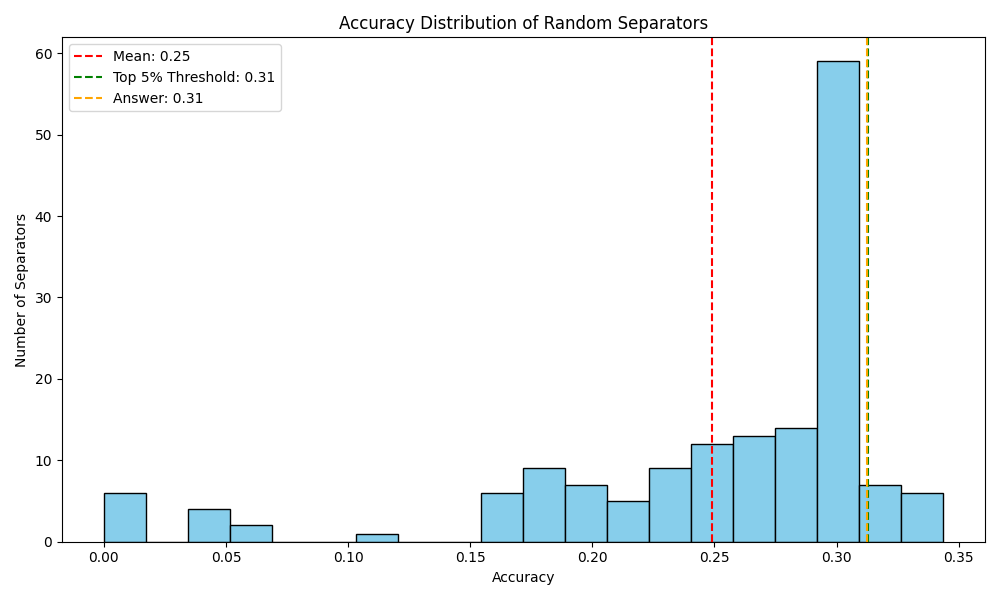 Accuracy Distribution of Random Separators
Mean: 0.25
Top 5% Threshold: 0.31
Answer: 0.31
Number of Separators
60
50
40
30
20
10
0
0.00 0.05 0.10 0.15 0.20 0.25 0.30 0.35
Accuracy